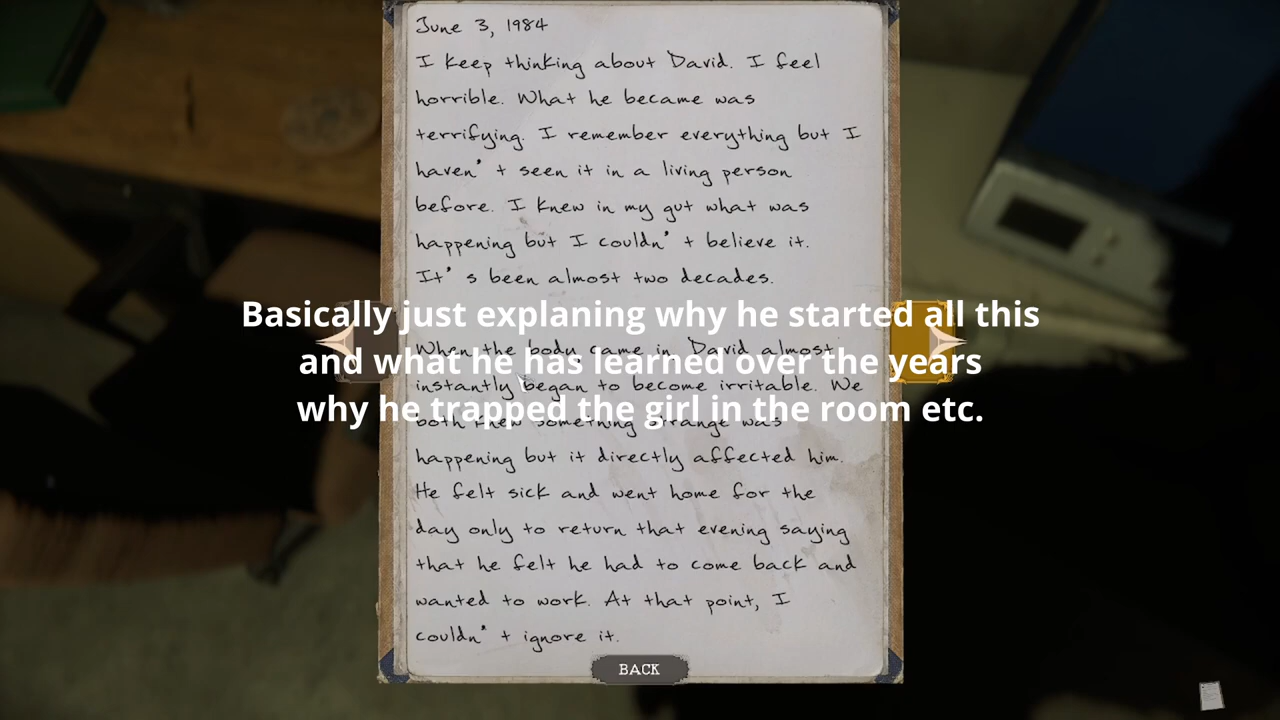 June 3, 1984
I keep thinking about David. I feel
horrible. What he became was
terrifying. I remember everything but I
haven't seen it in a living person
before. I knew in my gut what was
happening but I couldn't believe it.
It's been almost two decades.
Basically just explaning why he started all this
When the body came in, David almost
and what he has learned over the years
instantly began to become irritable. We
why he trapped the girl in the room etc.
both knew something strange was
happening but it directly affected him.
He felt sick and went home for the
day only to return that evening saying
that he felt he had to come back and
wanted to work. At that point, I
couldn't ignore it.
BACK